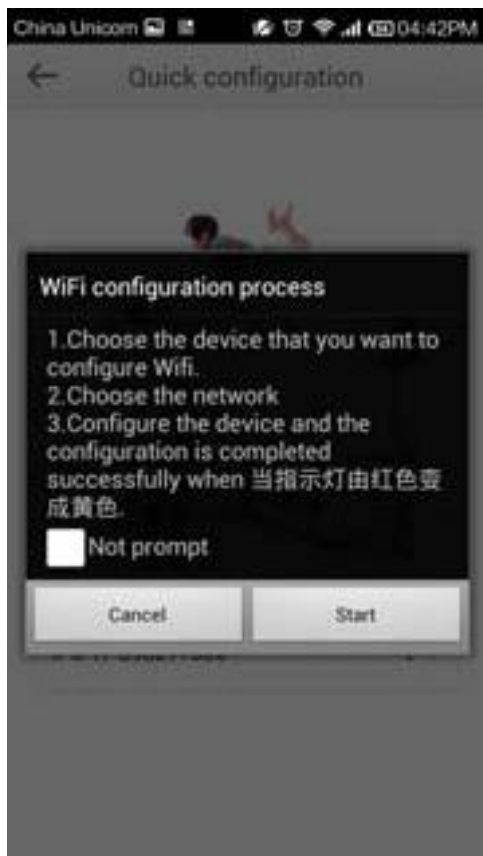 China Unicom 04:42PM
Quick configuration
WiFi configuration process
1.Choose the device that you want to
configure Wifi.
2.Choose the network
3.Configure the device and the
configuration is completed
successfully when 当指示灯由红色变
成黄色.
Not prompt
Cancel Start